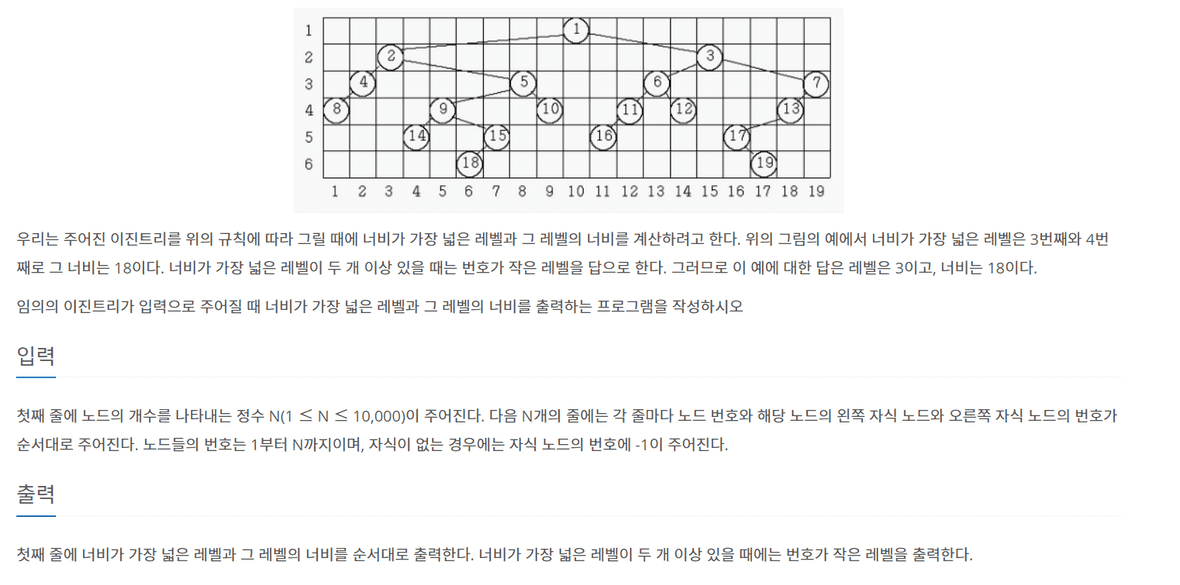 1
1
2
2
3
3
4
5
6
7
4
8
9
10
11
12
13
5
14
15
16
17
6
18
19
1 2 3 4 5 6 7 8 9 10 11 12 13 14 15 16 17 18 19
우리는 주어진 이진트리를 위의 규칙에 따라 그릴 때에 너비가 가장 넓은 레벨과 그 레벨의 너비를 계산하려고 한다. 위의 그림의 예에서 너비가 가장 넓은 레벨은 3번째와 4번
째로 그 너비는 18이다. 너비가 가장 넓은 레벨이 두 개 이상 있을 때는 번호가 작은 레벨을 답으로 한다. 그러므로 이 예에 대한 답은 레벨은 3이고, 너비는 18이다.
임의의 이진트리가 입력으로 주어질 때 너비가 가장 넓은 레벨과 그 레벨의 너비를 출력하는 프로그램을 작성하시오
입력
첫째 줄에 노드의 개수를 나타내는 정수 N(1 ≤ N ≤ 10,000)이 주어진다. 다음 N개의 줄에는 각 줄마다 노드 번호와 해당 노드의 왼쪽 자식 노드와 오른쪽 자식 노드의 번호가
순서대로 주어진다. 노드들의 번호는 1부터 N까지이며, 자식이 없는 경우에는 자식 노드의 번호에 -1이 주어진다.
출력
첫째 줄에 너비가 가장 넓은 레벨과 그 레벨의 너비를 순서대로 출력한다. 너비가 가장 넓은 레벨이 두 개 이상 있을 때에는 번호가 작은 레벨을 출력한다.